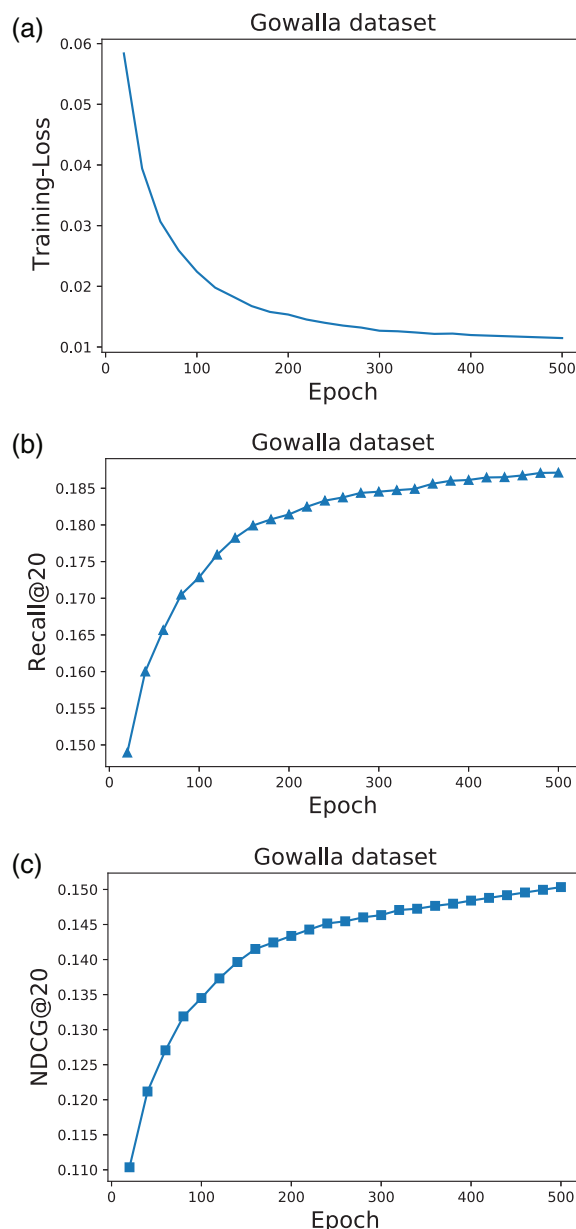 (a)
Gowalla dataset
0.06
0.05
0.04
0.03
0.02
0.01
Training-Loss
0 100 200 300 400 500
Epoch
(b)
Gowalla dataset
0.185
0.180
0.175
0.170
0.165
0.160
0.155
0.150
Recall@20
0 100 200 300 400 500
Epoch
(c)
Gowalla dataset
0.150
0.145
0.140
0.135
0.130
0.125
0.120
0.115
0.110
NDCG@20
0 100 200 300 400 500
Epoch